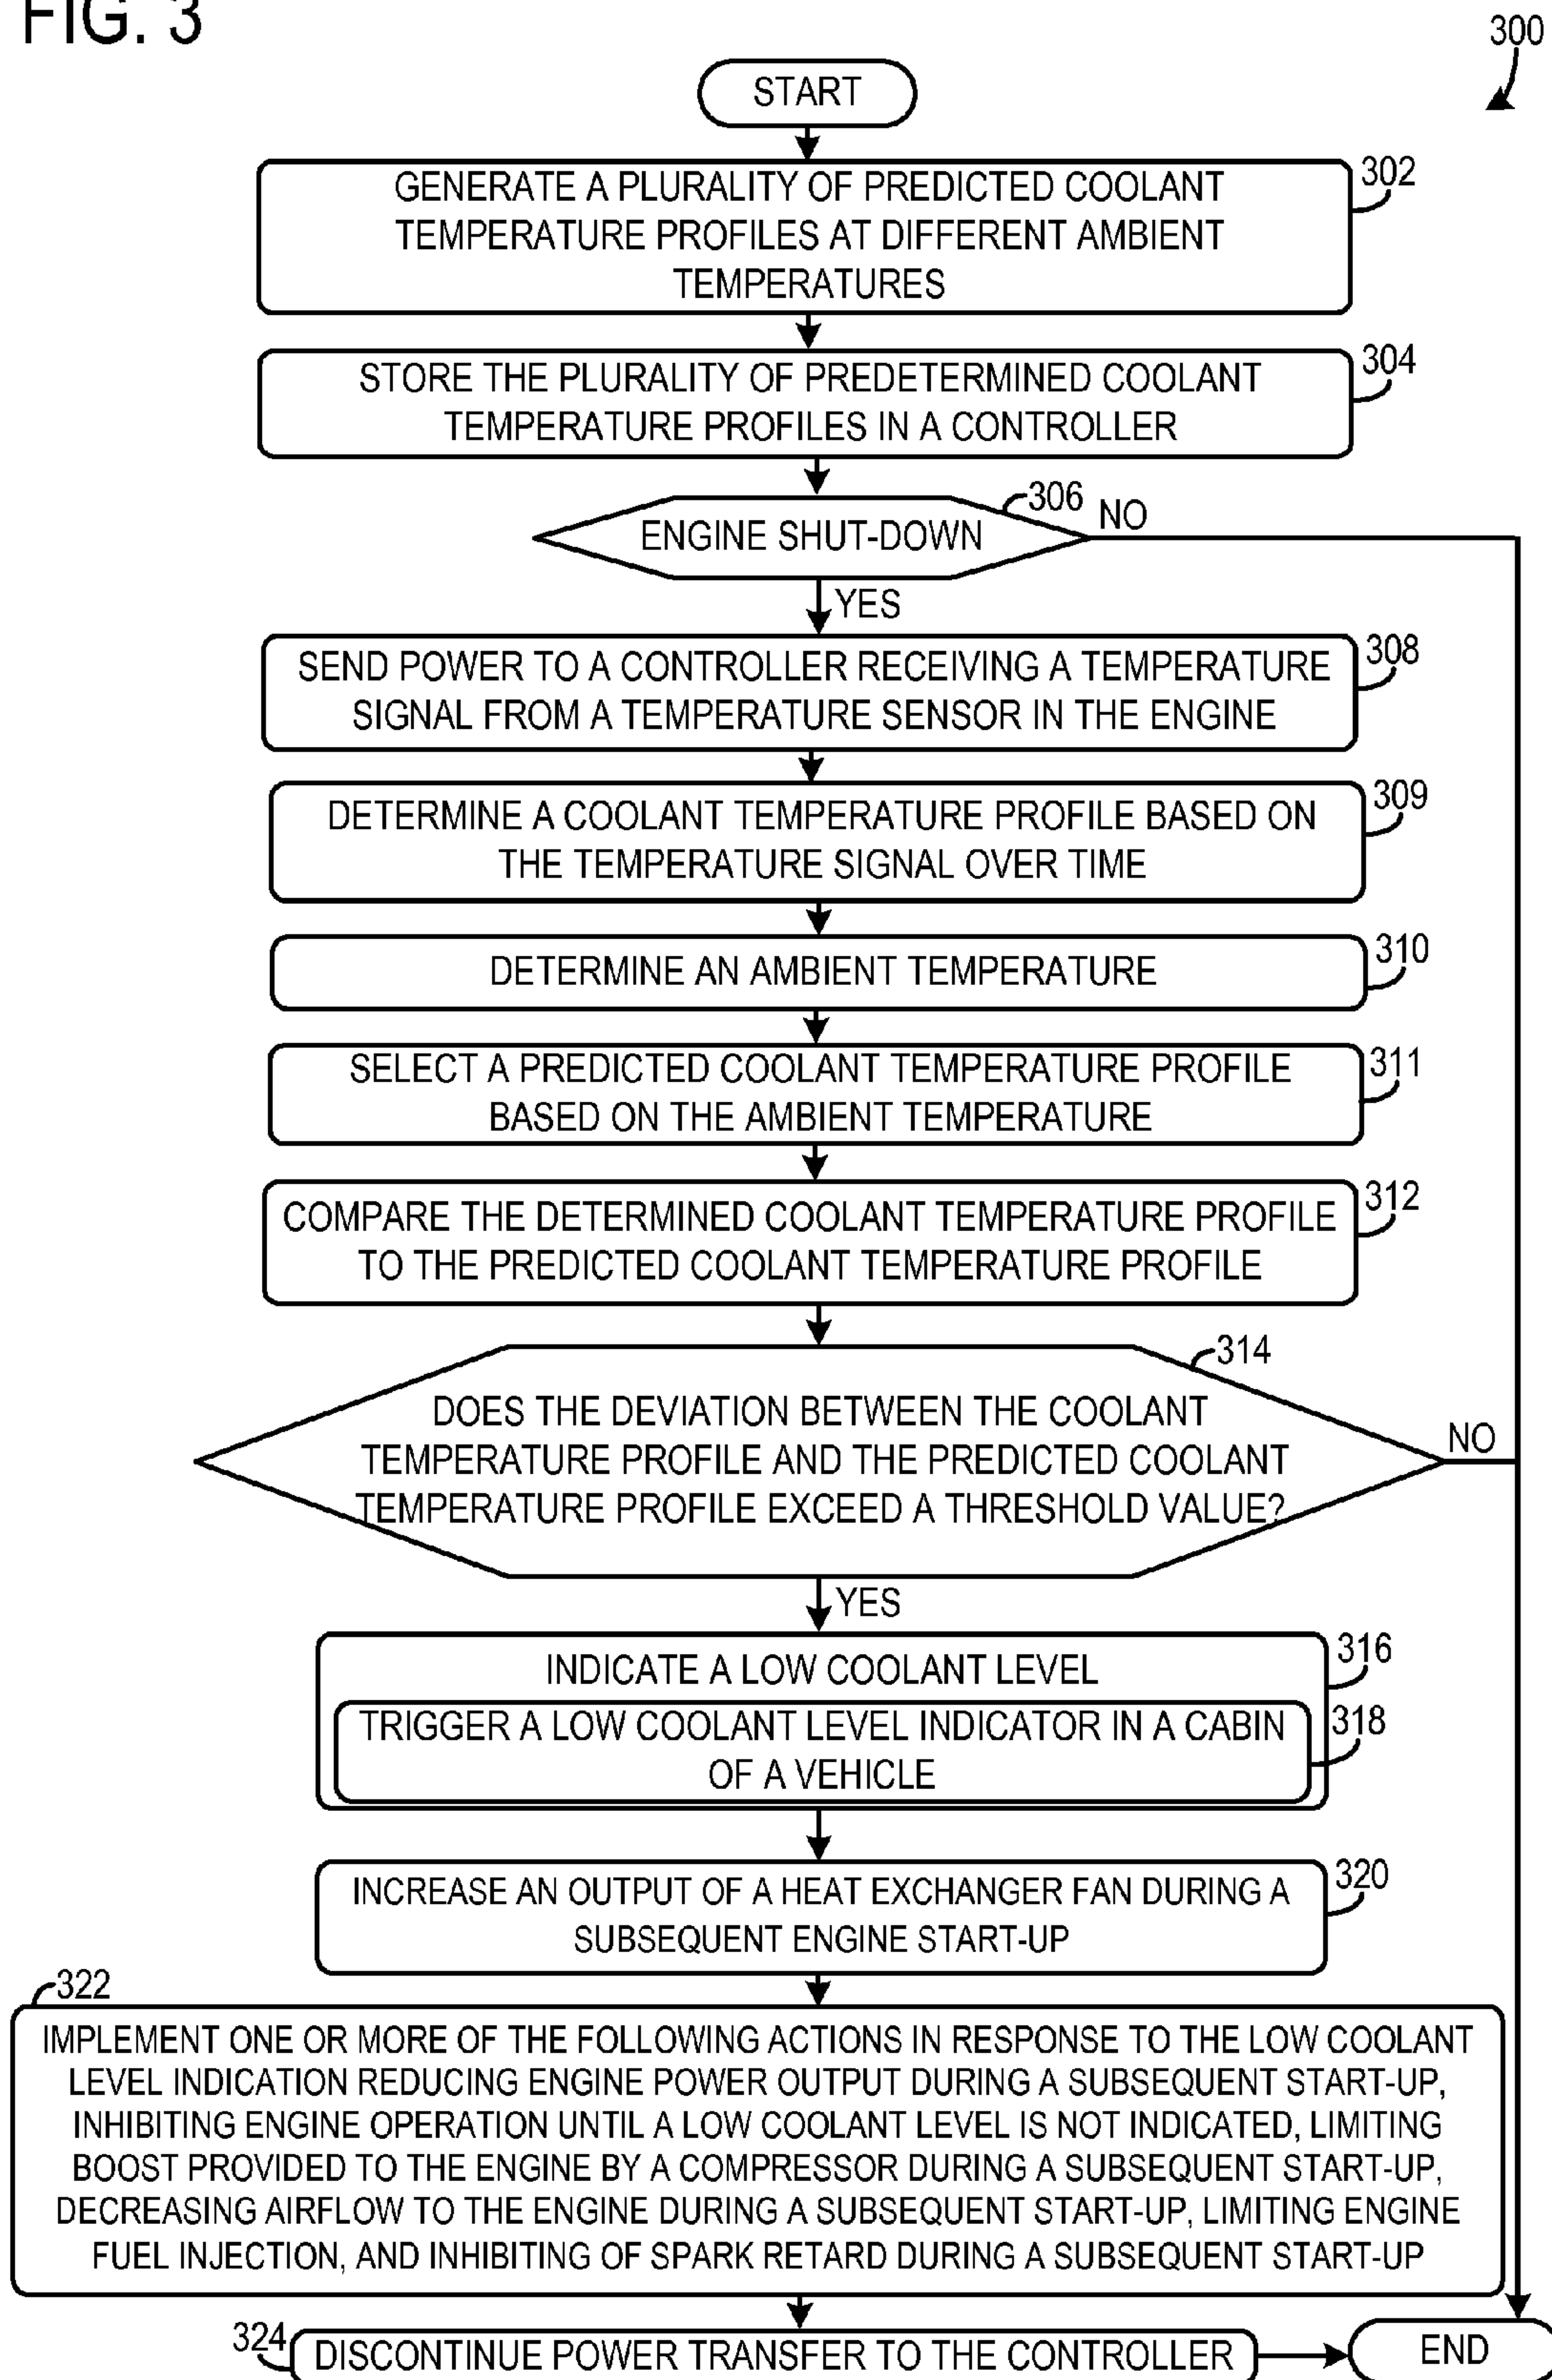 FIG. 3
300
START
GENERATE A PLURALITY OF PREDICTED COOLANT
TEMPERATURE PROFILES AT DIFFERENT AMBIENT
TEMPERATURES
302
STORE THE PLURALITY OF PREDETERMINED COOLANT
TEMPERATURE PROFILES IN A CONTROLLER
304
ENGINE SHUT-DOWN
306
NO
YES
SEND POWER TO A CONTROLLER RECEIVING A TEMPERATURE
SIGNAL FROM A TEMPERATURE SENSOR IN THE ENGINE
308
DETERMINE A COOLANT TEMPERATURE PROFILE BASED ON
THE TEMPERATURE SIGNAL OVER TIME
309
DETERMINE AN AMBIENT TEMPERATURE
310
SELECT A PREDICTED COOLANT TEMPERATURE PROFILE
BASED ON THE AMBIENT TEMPERATURE
311
COMPARE THE DETERMINED COOLANT TEMPERATURE PROFILE
TO THE PREDICTED COOLANT TEMPERATURE PROFILE
312
314
DOES THE DEVIATION BETWEEN THE COOLANT
TEMPERATURE PROFILE AND THE PREDICTED COOLANT
TEMPERATURE PROFILE EXCEED A THRESHOLD VALUE?
NO
YES
INDICATE A LOW COOLANT LEVEL
316
TRIGGER A LOW COOLANT LEVEL INDICATOR IN A CABIN
OF A VEHICLE
318
INCREASE AN OUTPUT OF A HEAT EXCHANGER FAN DURING A
SUBSEQUENT ENGINE START-UP
320
322
IMPLEMENT ONE OR MORE OF THE FOLLOWING ACTIONS IN RESPONSE TO THE LOW COOLANT
LEVEL INDICATION REDUCING ENGINE POWER OUTPUT DURING A SUBSEQUENT START-UP,
INHIBITING ENGINE OPERATION UNTIL A LOW COOLANT LEVEL IS NOT INDICATED, LIMITING
BOOST PROVIDED TO THE ENGINE BY A COMPRESSOR DURING A SUBSEQUENT START-UP,
DECREASING AIRFLOW TO THE ENGINE DURING A SUBSEQUENT START-UP, LIMITING ENGINE
FUEL INJECTION, AND INHIBITING OF SPARK RETARD DURING A SUBSEQUENT START-UP
324
DISCONTINUE POWER TRANSFER TO THE CONTROLLER
END